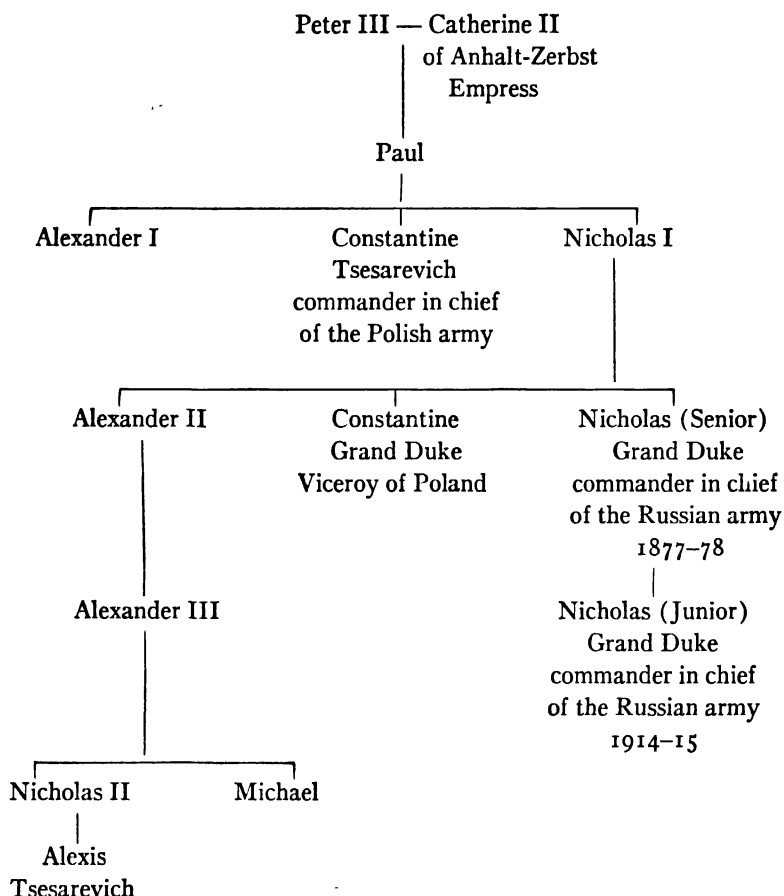 Peter III — Catherine II
of Anhalt-Zerbst
Empress
Paul
Alexander I
Constantine
Tsesarevich
commander in chief
of the Polish army
Nicholas I
Alexander II
Constantine
Grand Duke
Viceroy of Poland
Nicholas (Senior)
Grand Duke
commander in chief
of the Russian army
1877–78
Alexander III
Nicholas (Junior)
Grand Duke
commander in chief
of the Russian army
1914–15
Nicholas II
Michael
Alexis
Tsesarevich